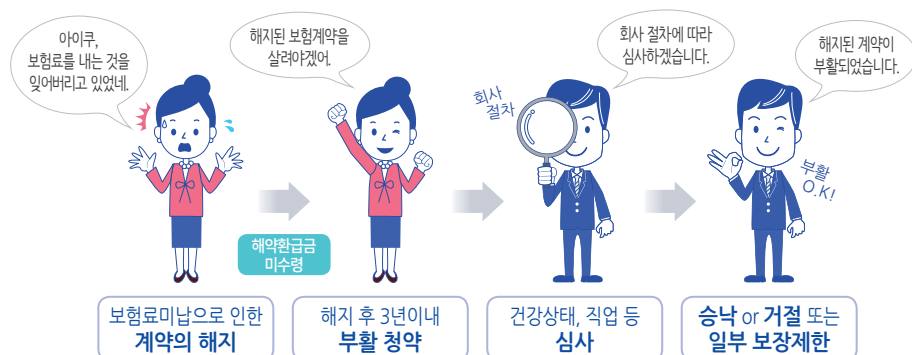 아이쿠,
보험료를 내는 것을
잊어버리고 있었네.
해지된 보험계약을
살려야겠어.
회사 절차에 따라
심사하겠습니다.
해지된 계약이
부활되었습니다.
회사
절차
부활
O.K!
해약환급금
미수령
보험료미납으로 인한
계약의 해지
해지 후 3년이내
부활 청약
건강상태, 직업 등
심사
승낙 or 거절 또는
일부 보장제한